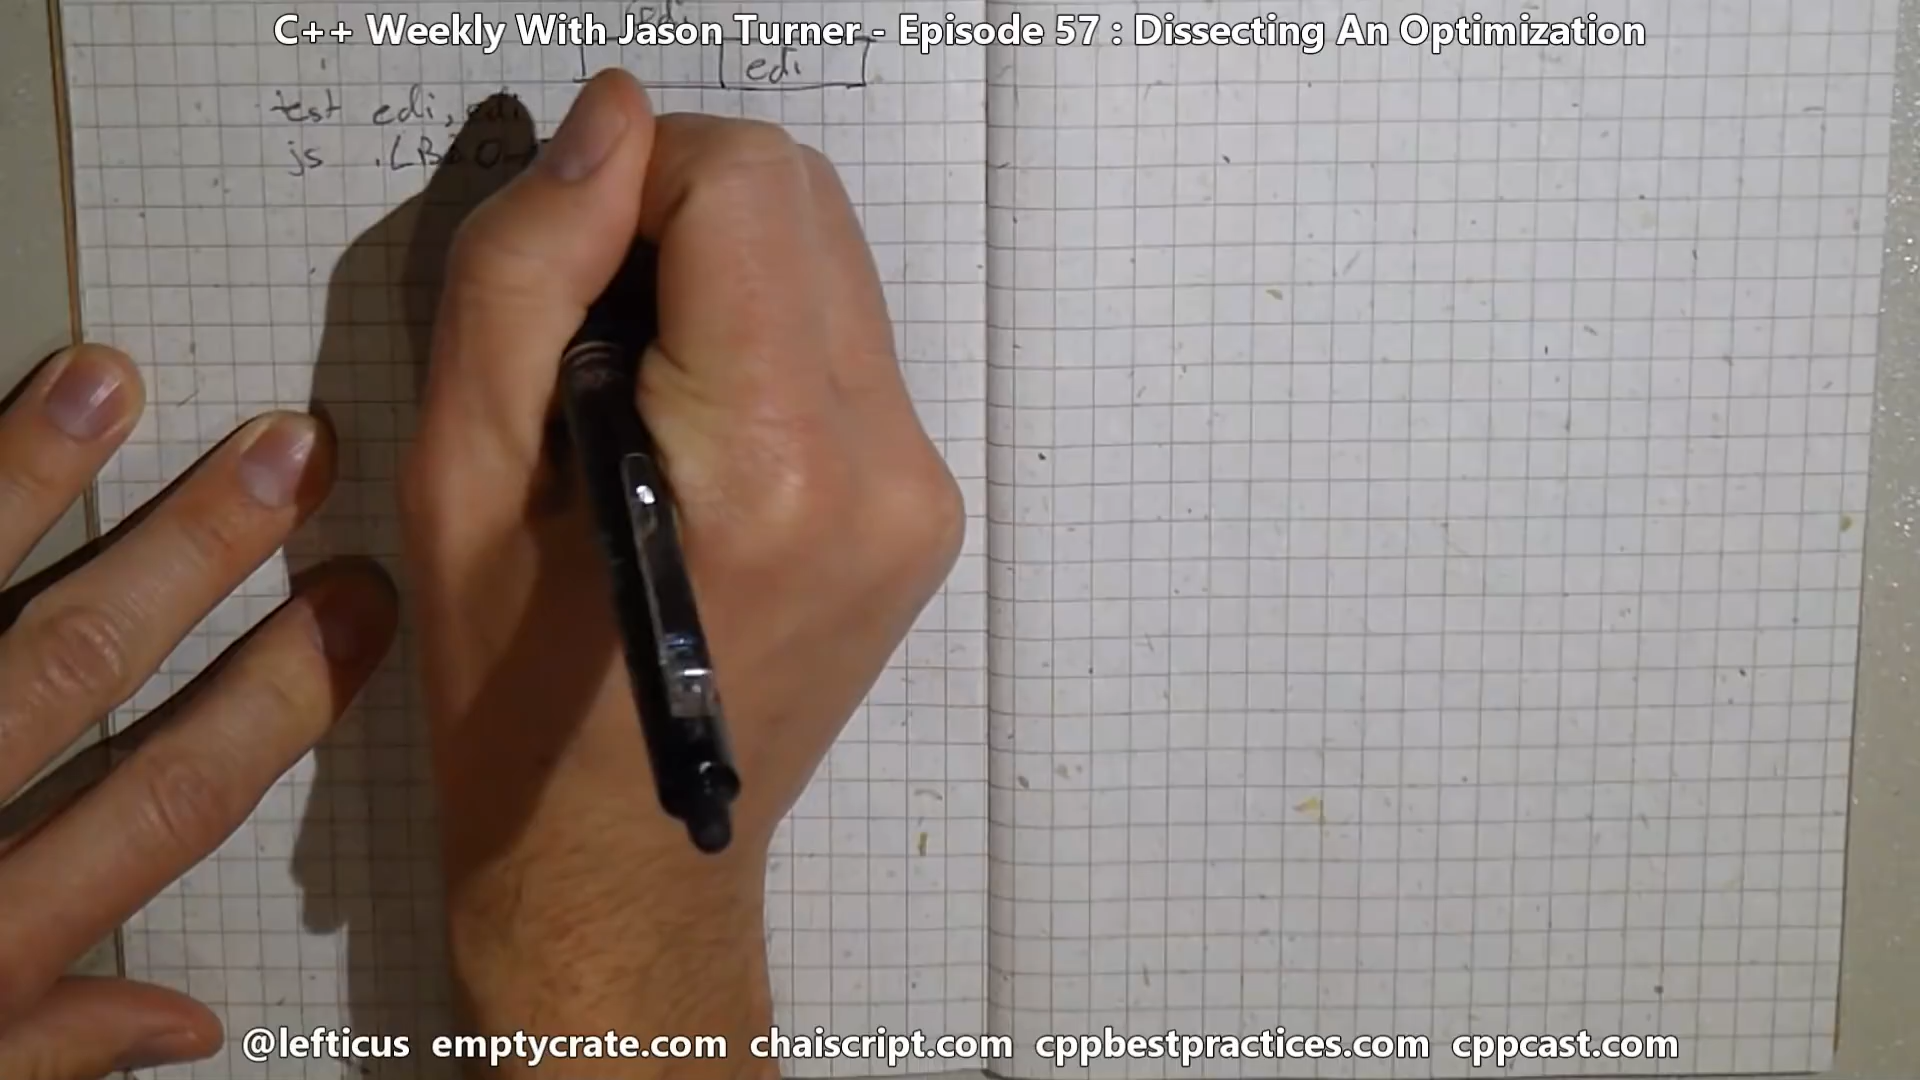 C++ Weekly With Jason Turner - Episode 57 : Dissecting An Optimization
edi
test edi, edi
js
@lefticus emptycrate.com chaiscript.com cppbestpractices.com cppcast.com